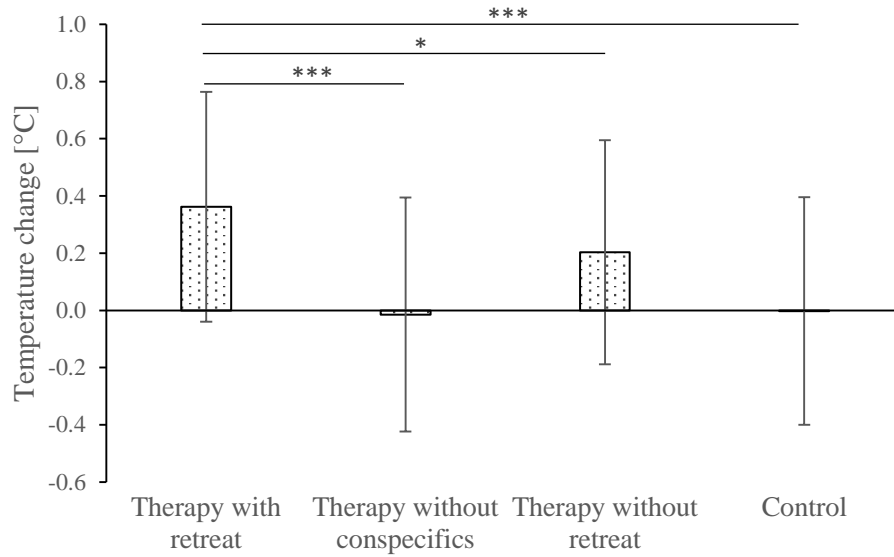 ***
*
***
Temperature change [°C]
1.0
0.8
0.6
0.4
0.2
0.0
-0.2
-0.4
-0.6
Therapy with
retreat
Therapy without
conspecifics
Therapy without
retreat
Control